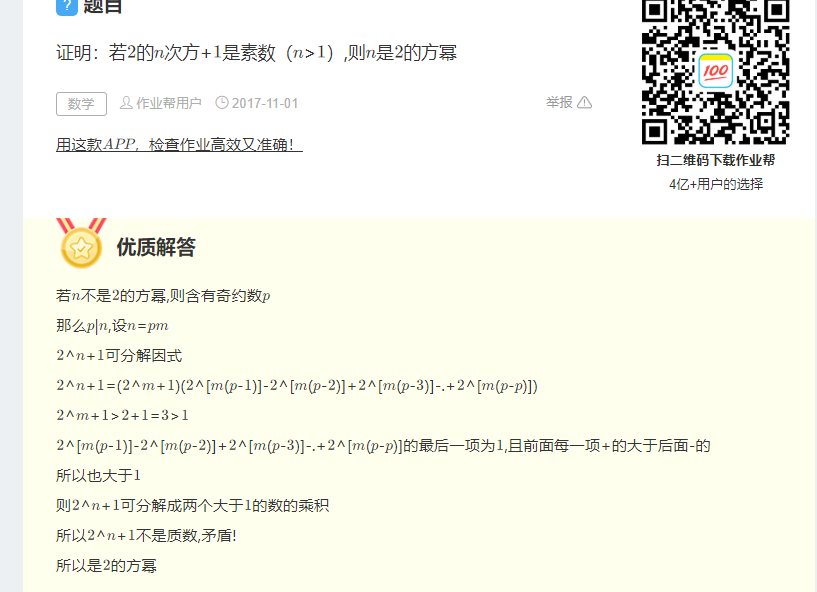 ? 题目
证明：若2的n次方+1是素数（n>1）,则n是2的方幂
数学 作业帮用户 2017-11-01 举报
用这款APP，检查作业高效又准确！
100
扫二维码下载作业帮
4亿+用户的选择
优质解答
若n不是2的方幂,则含有奇约数p
那么p|n,设n=pm
2^n+1可分解因式
2^n+1=(2^m+1)(2^[m(p-1)]-2^[m(p-2)]+2^[m(p-3)]-.+2^[m(p-p)])
2^m+1>2+1=3>1
2^[m(p-1)]-2^[m(p-2)]+2^[m(p-3)]-.+2^[m(p-p)]的最后一项为1,且前面每一项+的大于后面-的
所以也大于1
则2^n+1可分解成两个大于1的数的乘积
所以2^n+1不是质数,矛盾!
所以是2的方幂